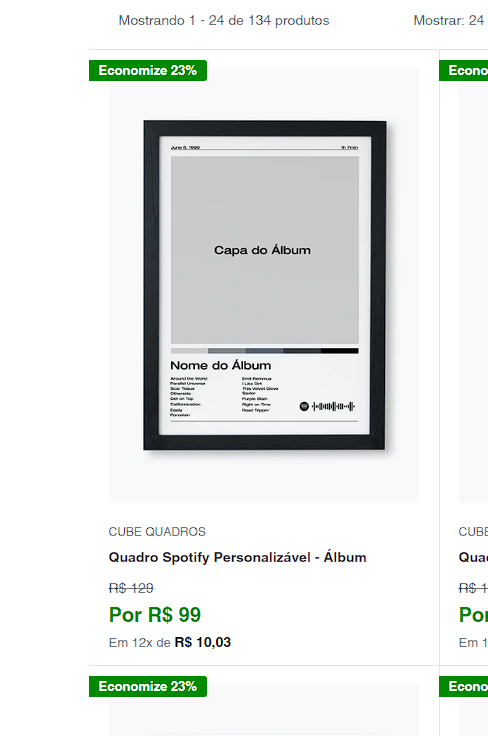 Mostrando 1 - 24 de 134 produtos
Mostrar: 24
Economize 23%
Econo
June 8, 1999
1h 7min
Capa do Álbum
Nome do Álbum
Around the World
Parallel Universe
Scar Tissue
Otherside
Get on Top
Californication
Easily
Porcelain
Emit Remmus
I Like Dirt
This Velvet Glove
Savior
Purple Stain
Right on Time
Road Trippin'
CUBE QUADROS
CUBE
Quadro Spotify Personalizável - Álbum
Quad
R$ 129
R$ 1
Por R$ 99
Por
Em 12x de R$ 10,03
Em 1
Economize 23%
Econo